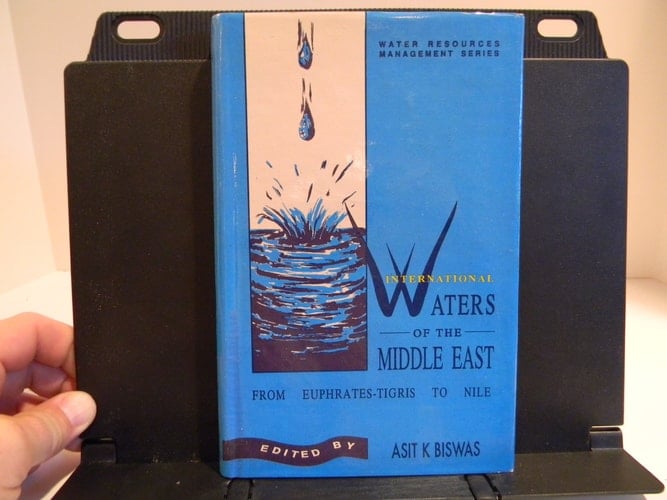 WATER RESOURCES
MANAGEMENT SERIES
INTERNATIONAL
WATERS
OF THE
MIDDLE EAST
FROM EUPHRATES-TIGRIS TO NILE
EDITED BY
ASIT K BISWAS